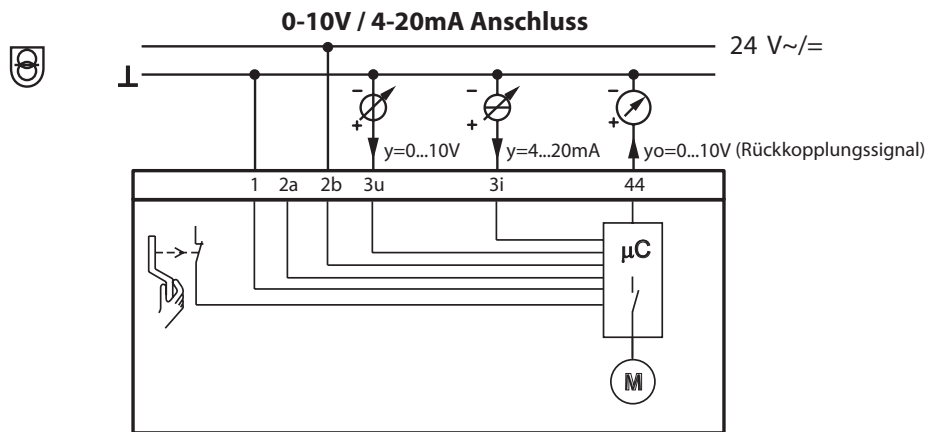 0-10V / 4-20mA Anschluss
24 V~/=
⊥
− − −
+ + +
y=0...10V y=4...20mA yo=0...10V (Rückkopplungssignal)
1 2a 2b 3u 3i 44
µC
M